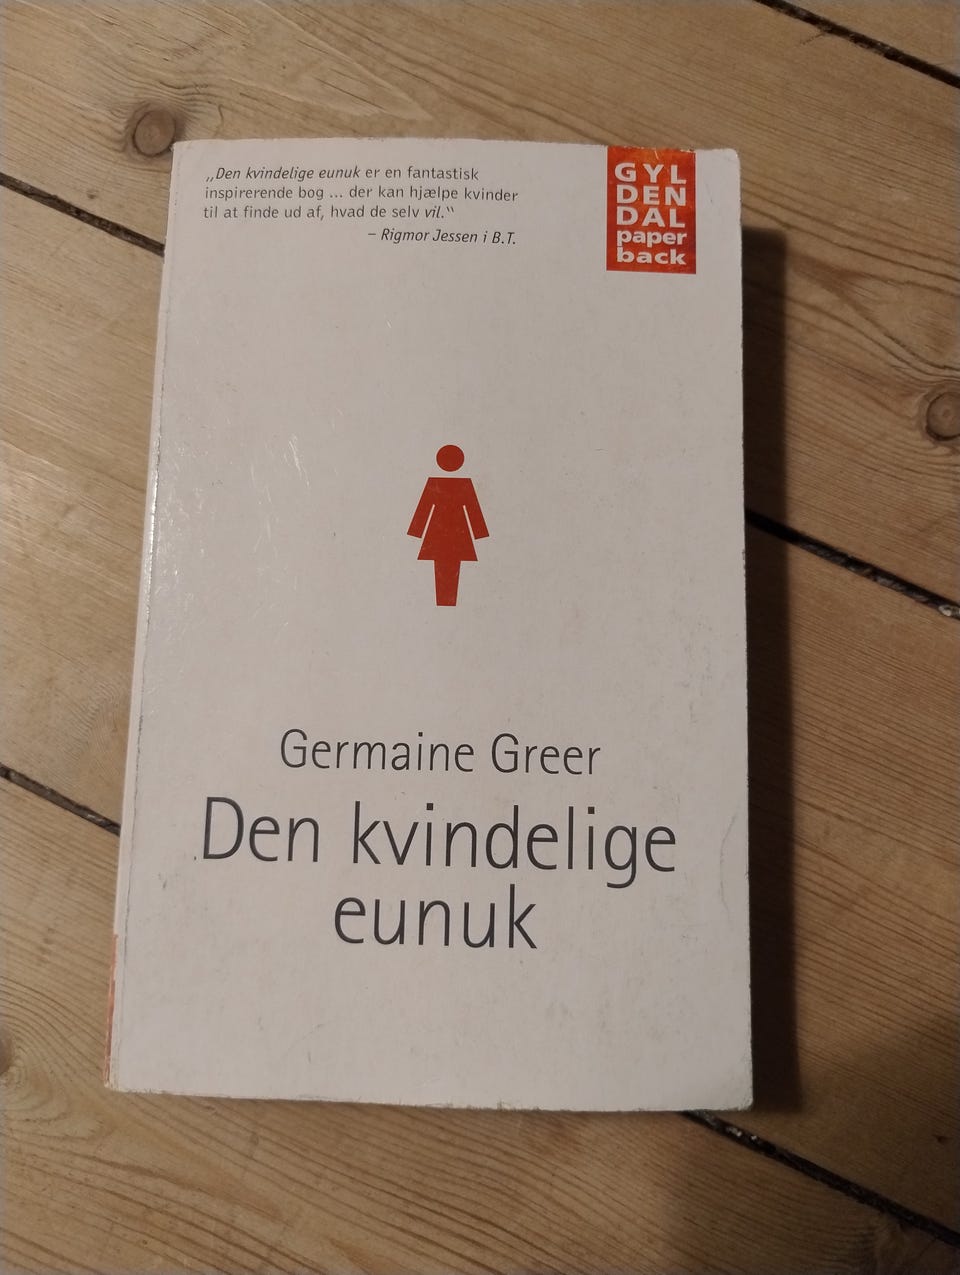 „Den kvindelige eunuk er en fantastisk
inspirerende bog ... der kan hjælpe kvinder
til at finde ud af, hvad de selv vil.“
– Rigmor Jessen i B.T.
GYL
DEN
DAL
paper
back
Germaine Greer
Den kvindelige
eunuk